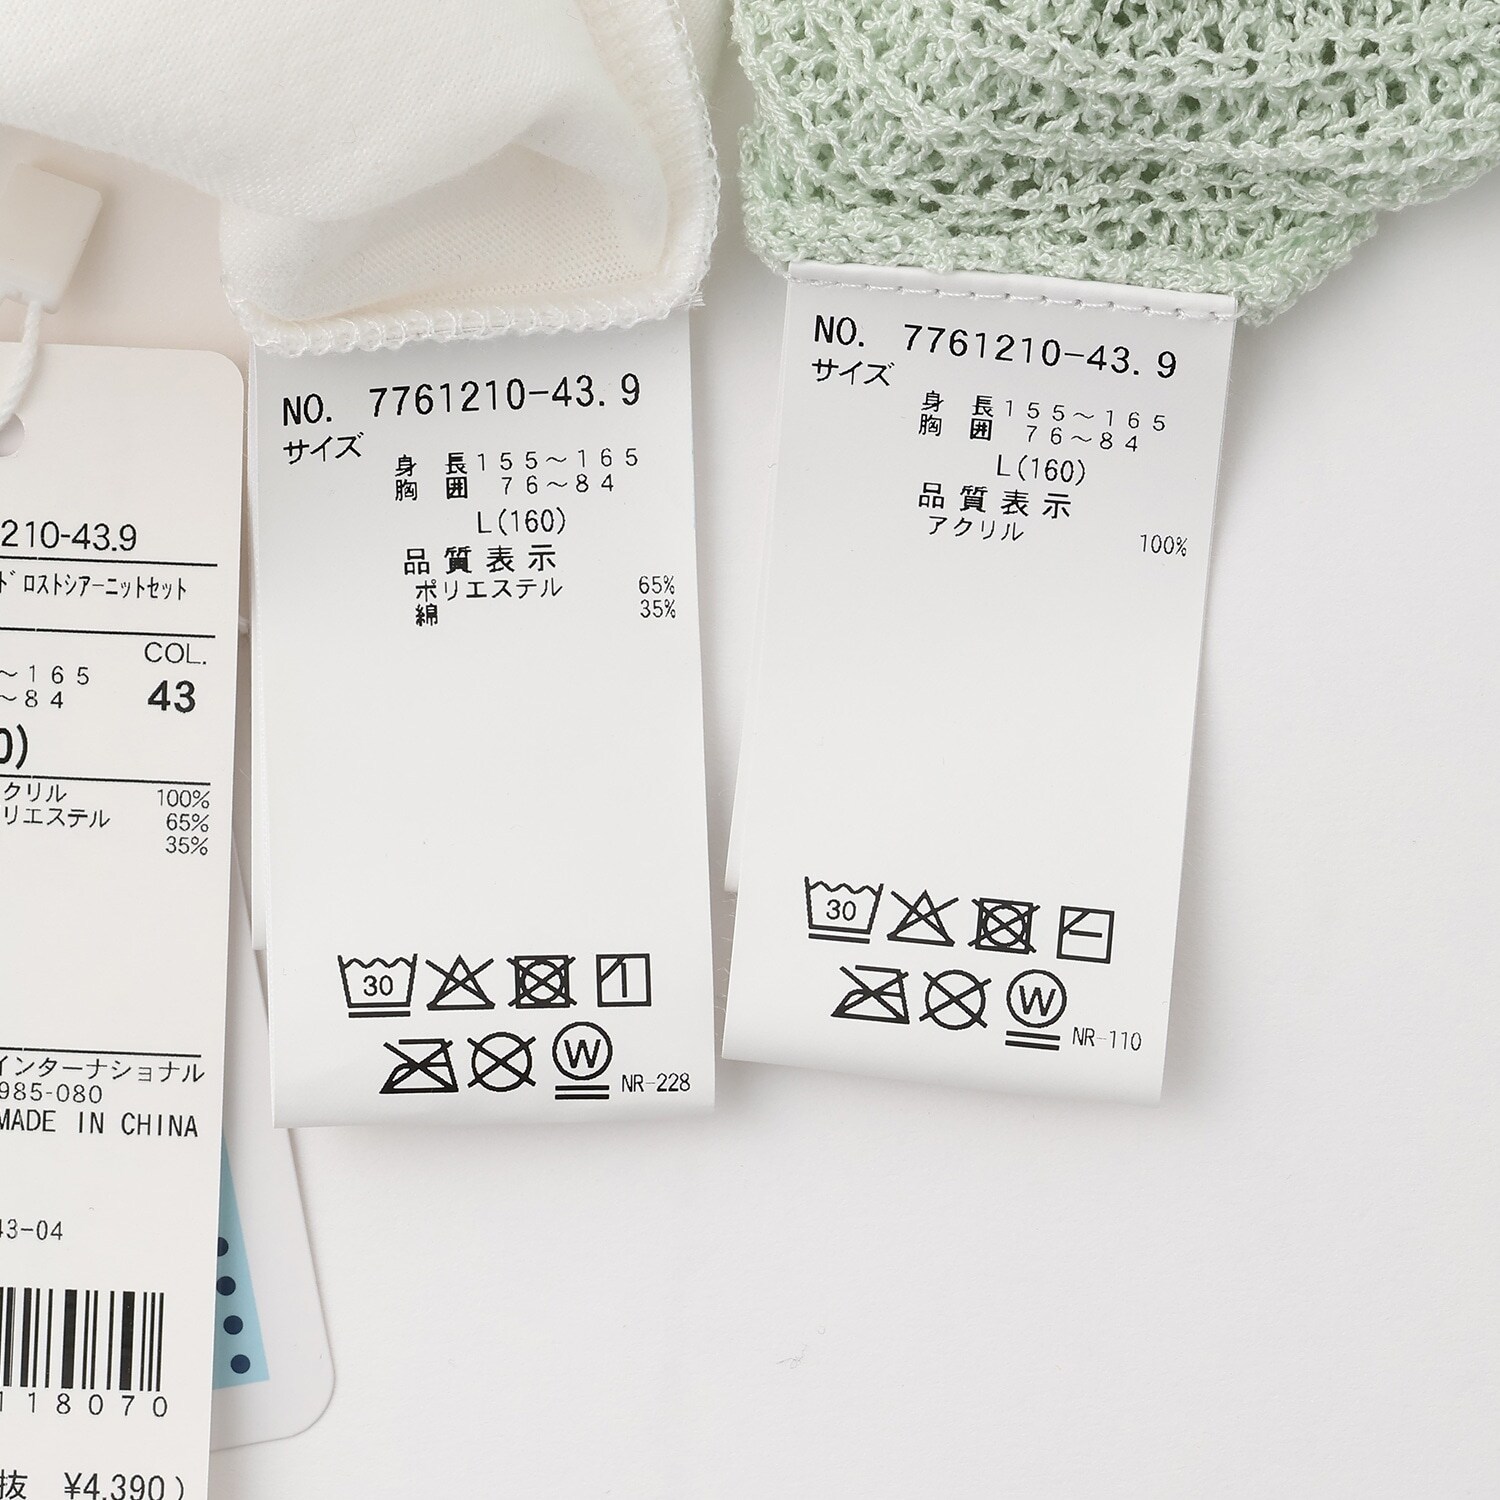 210-43.9
ドロストシアーニットセット
COL.
～165
～84
43
0)
クリル 100%
リエステル 65%
35%
インターナショナル
985-080
MADE IN CHINA
43-04
118070
抜 ¥4,390)
NO. 7761210-43.9
サイズ
身 長155～165
胸 囲 76～84
L(160)
品質表示
ポリエステル 65%
綿 35%
30
W
NR-228
NO. 7761210-43.9
サイズ
身 長155～165
胸 囲 76～84
L(160)
品質表示
アクリル 100%
30
W
NR-110